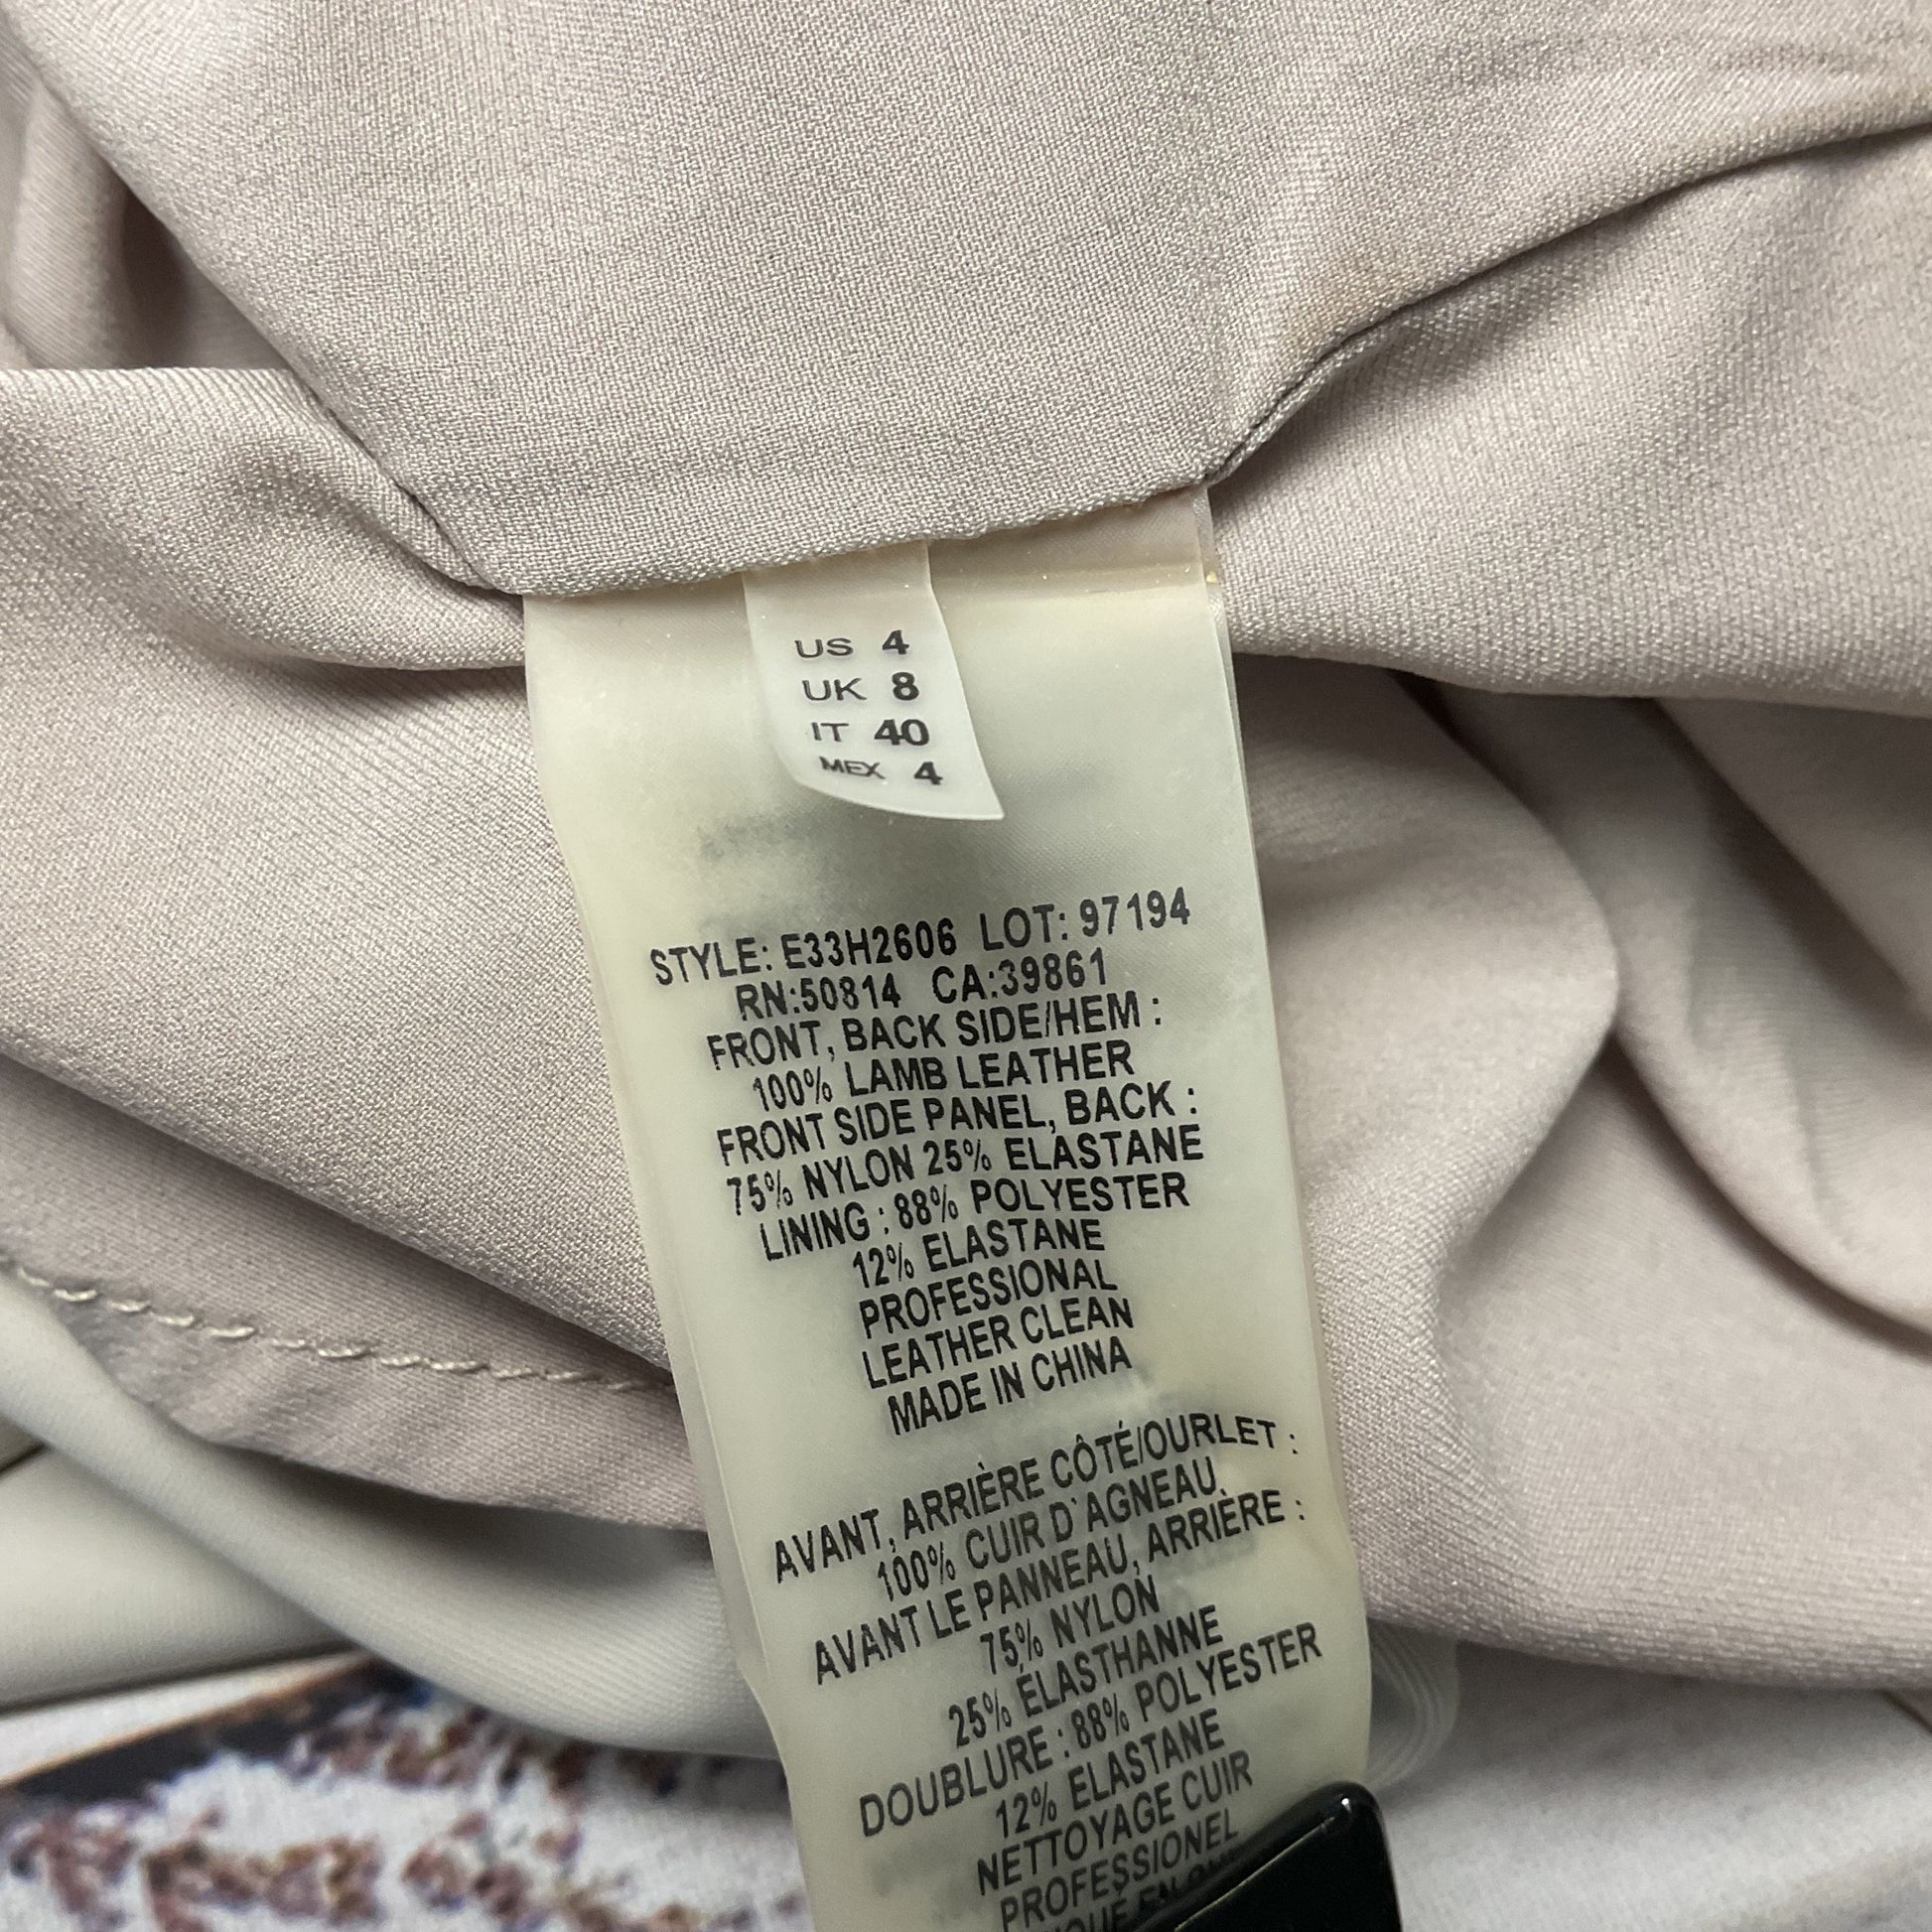 US 4
UK 8
IT 40
MEX 4
STYLE: E33H2606 LOT: 97194
RN:50814 CA:39861
FRONT, BACK SIDE/HEM :
100% LAMB LEATHER
FRONT SIDE PANEL, BACK :
75% NYLON 25% ELASTANE
LINING : 88% POLYESTER
12% ELASTANE
PROFESSIONAL
LEATHER CLEAN
MADE IN CHINA
AVANT, ARRIÈRE CÔTÉ/OURLET :
100% CUIR D'AGNEAU.
AVANT LE PANNEAU, ARRIÈRE :
75% NYLON
25% ELASTHANNE
DOUBLURE : 88% POLYESTER
12% ELASTANE
NETTOYAGE CUIR
PROFESSIONEL